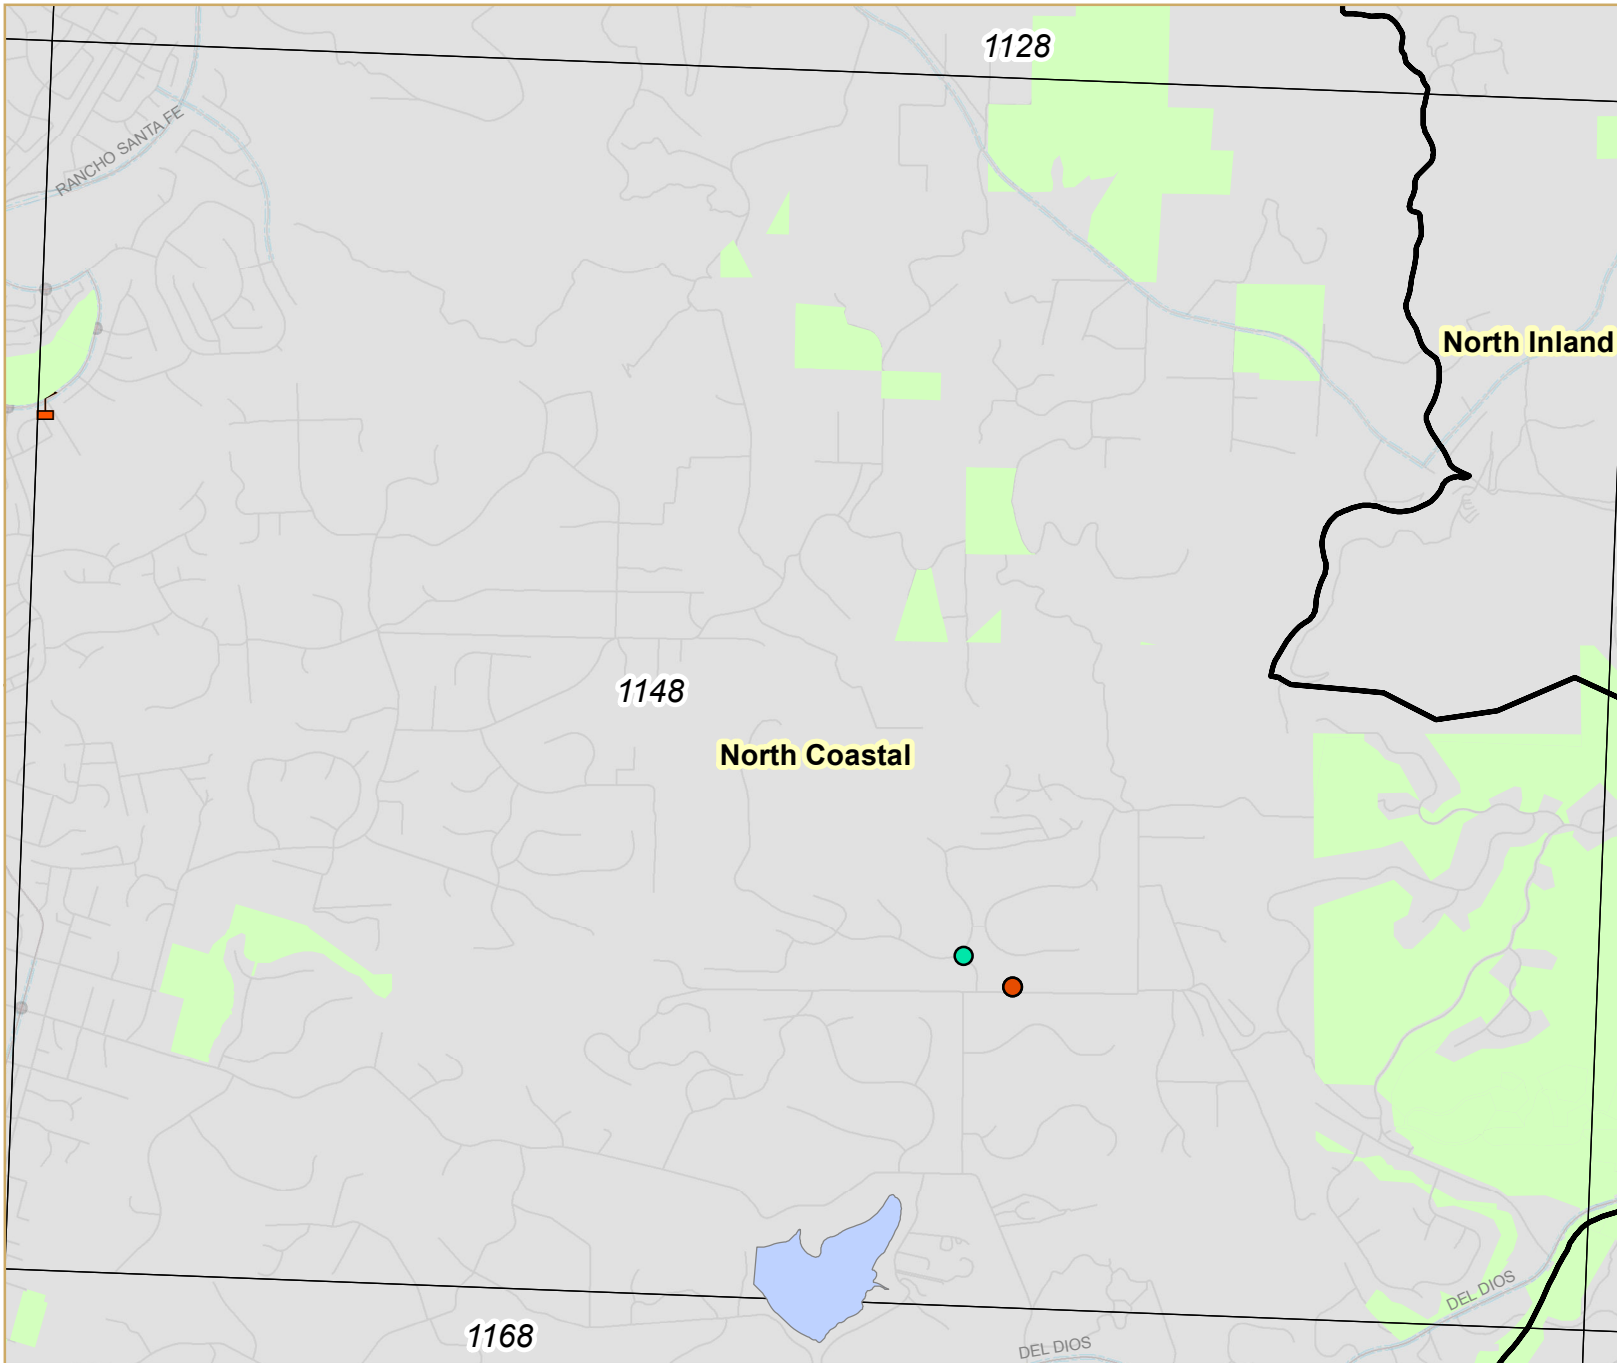 1128
RANCHO SANTA FE
North Inland
1148
North Coastal
DEL DIOS
1168
DEL DIOS